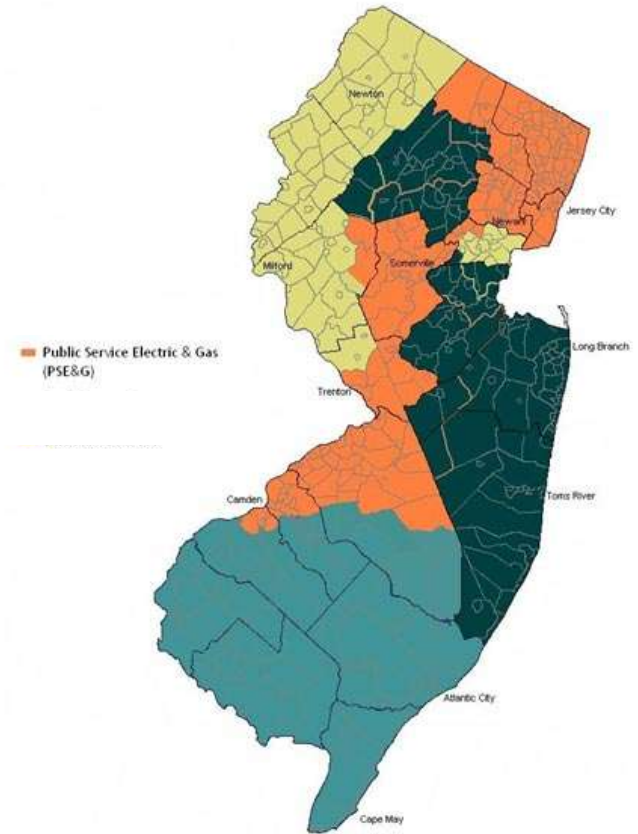 Newton
Newark
Jersey City
Milford
Somerville
Public Service Electric & Gas
(PSE&G)
Long Branch
Trenton
Camden
Toms River
Atlantic City
Cape May